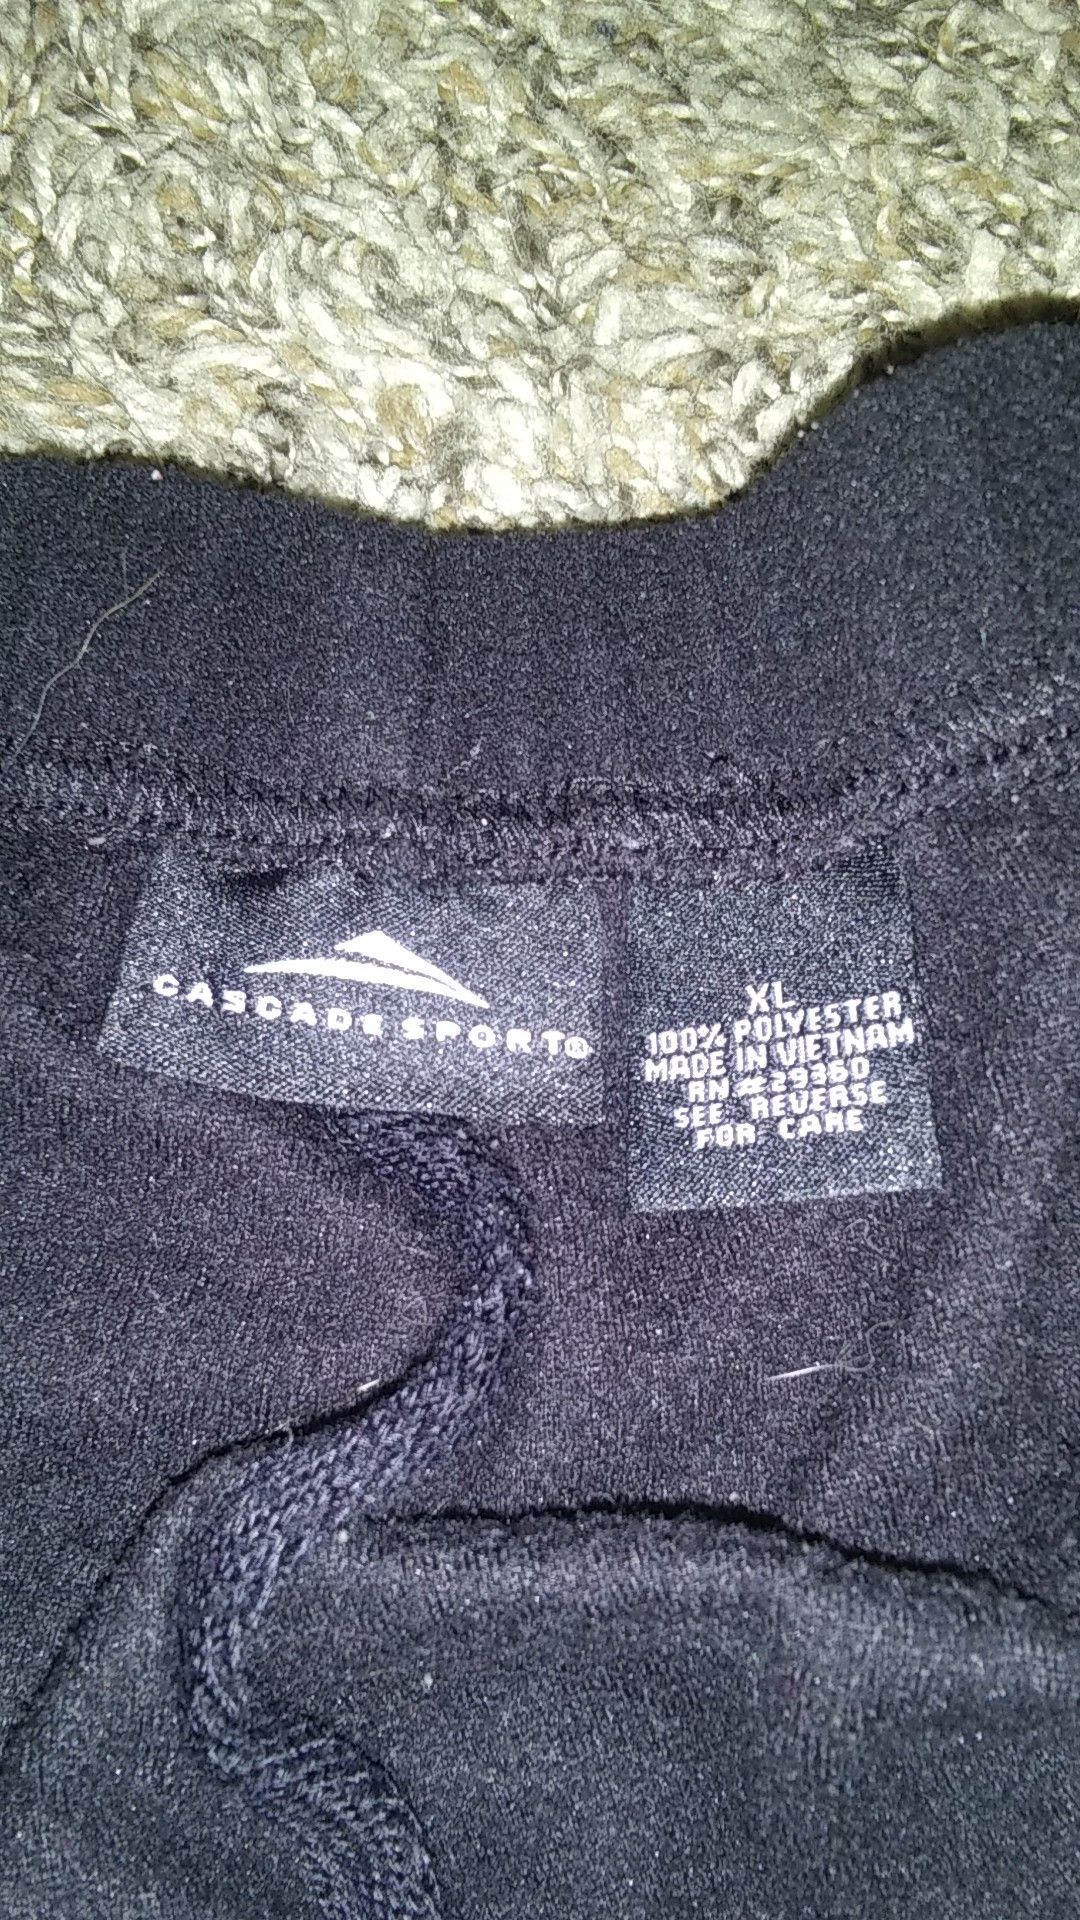 CASCADE SPORT®
XL
100% POLYESTER
MADE IN VIETNAM
RN#29360
SEE REVERSE
FOR CARE